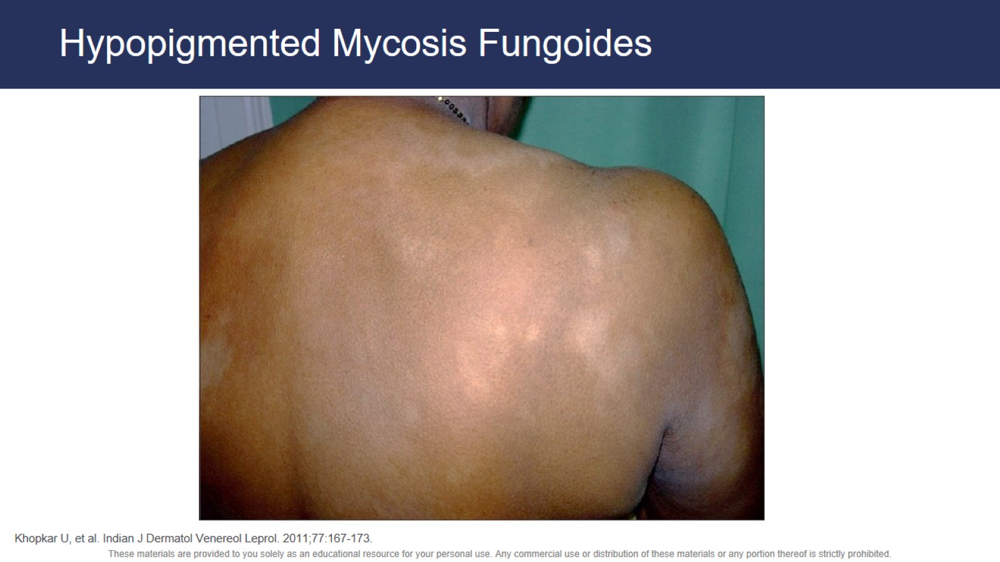 Hypopigmented Mycosis Fungoides
Khopkar U, et al. Indian J Dermatol Venereol Leprol. 2011;77:167-173.
These materials are provided to you solely as an educational resource for your personal use. Any commercial use or distribution of these materials or any portion thereof is strictly prohibited.